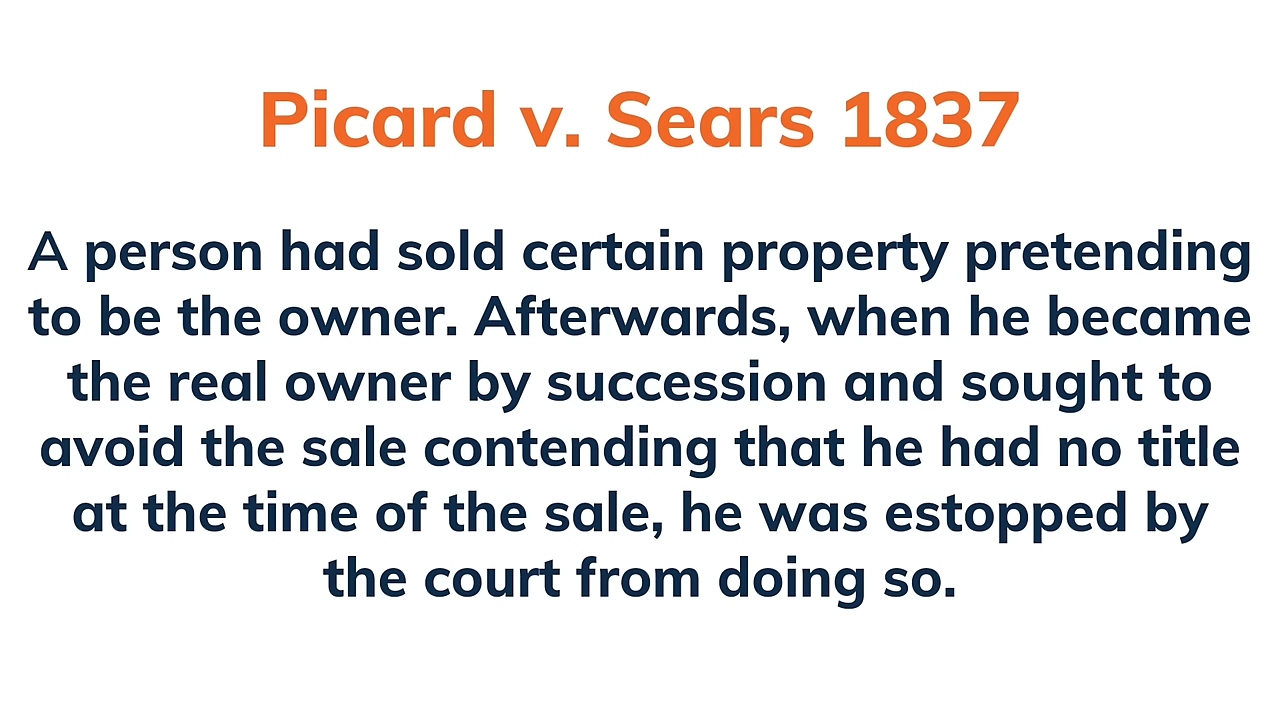 Picard v. Sears 1837
A person had sold certain property pretending
to be the owner. Afterwards, when he became
the real owner by succession and sought to
avoid the sale contending that he had no title
at the time of the sale, he was estopped by
the court from doing so.